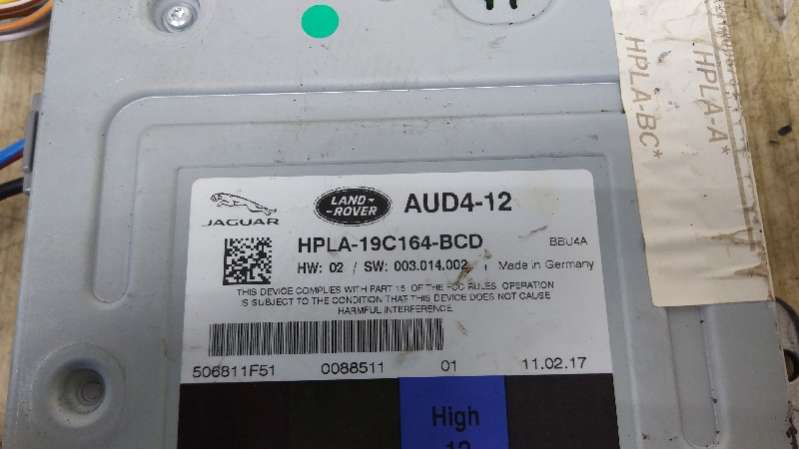 HPLA-A*
HPLA-BC*
JAGUAR
LAND-
-ROVER
AUD4-12
HPLA-19C164-BCD
BBU4A
HW: 02 / SW: 003.014.002 Made in Germany
THIS DEVICE COMPLIES WITH PART 15 OF THE FCC RULES. OPERATION
IS SUBJECT TO THE CONDITION THAT THIS DEVICE DOES NOT CAUSE
HARMFUL INTERFERENCE
506811F51 0088511 01 11.02.17
High